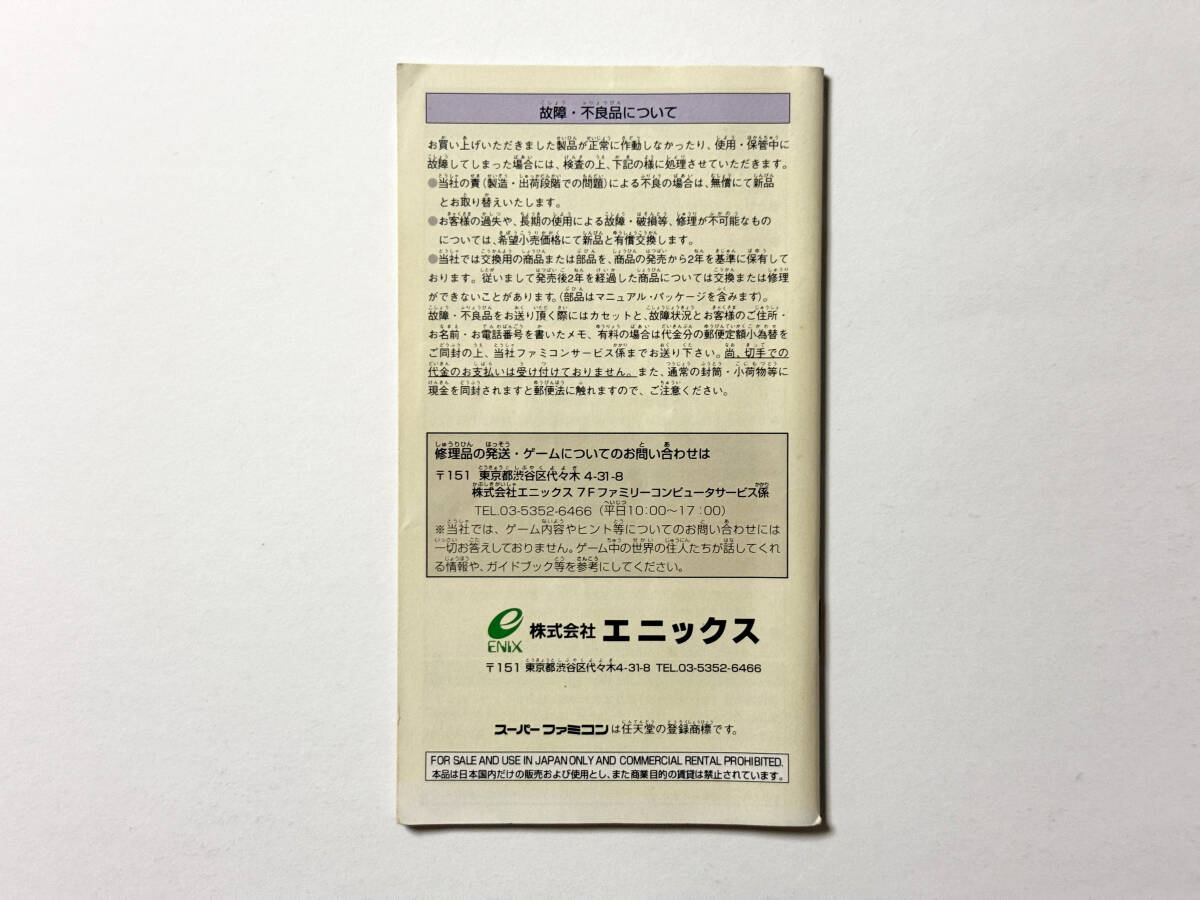 故障・不良品について
お買い上げいただきました製品が正常に作動しなかったり、使用・保管中に
故障してしまった場合には、検査の上、下記の様に処理させていただきます。
●当社の責(製造・出荷段階での問題)による不良の場合は、無償にて新品
とお取り替えいたします。
●お客様の過失や、長期の使用による故障・破損等、修理が不可能なもの
については、希望小売価格にて新品と有償交換します。
●当社では交換用の商品または部品を、商品の発売から2年を基準に保有して
おります。従いまして発売後2年を経過した商品については交換または修理
ができないことがあります。(部品はマニュアル・パッケージを含みます)。
故障・不良品をお送り頂く際にはカセットと、故障状況とお客様のご住所・
お名前・お電話番号を書いたメモ、有料の場合は代金分の郵便定額小為替を
ご同封の上、当社ファミコンサービス係までお送り下さい。尚、切手での
代金のお支払いは受け付けておりません。また、通常の封筒・小荷物等に
現金を同封されますと郵便法に触れますので、ご注意ください。
修理品の発送・ゲームについてのお問い合わせは
〒151 東京都渋谷区代々木 4-31-8
株式会社エニックス 7Fファミリーコンピュータサービス係
TEL.03-5352-6466 (平日10:00〜17:00)
※当社では、ゲーム内容やヒント等についてのお問い合わせには
一切お答えしておりません。ゲーム中の世界の住人たちが話してくれ
る情報や、ガイドブック等を参考にしてください。
ENIX 株式会社 エニックス
〒151 東京都渋谷区代々木4-31-8 TEL.03-5352-6466
スーパーファミコンは任天堂の登録商標です。
FOR SALE AND USE IN JAPAN ONLY AND COMMERCIAL RENTAL PROHIBITED.
本品は日本国内だけの販売および使用とし、また商業目的の賃貸は禁止されています。